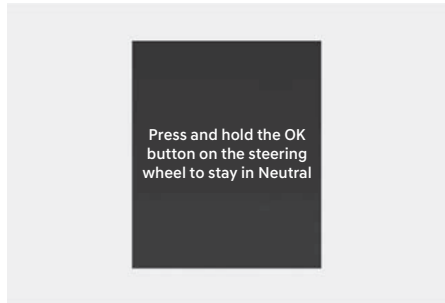 Press and hold the OK
button on the steering
wheel to stay in Neutral